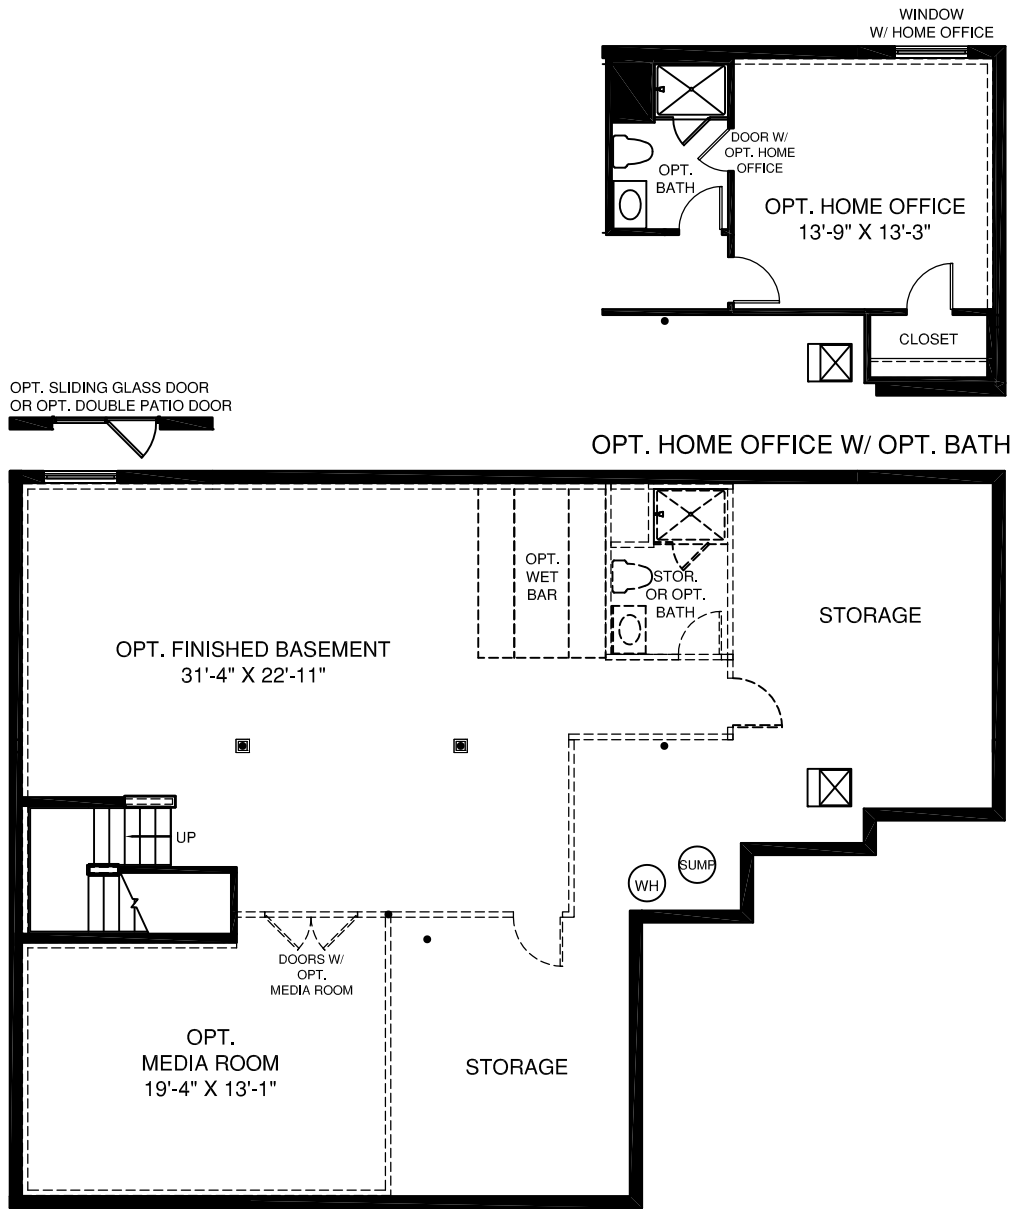 WINDOW
W/ HOME OFFICE
DOOR W/
OPT. HOME
OFFICE
OPT.
BATH
OPT. HOME OFFICE
13'-9" X 13'-3"
CLOSET
OPT. SLIDING GLASS DOOR
OR OPT. DOUBLE PATIO DOOR
OPT. HOME OFFICE W/ OPT. BATH
OPT.
WET
BAR
STOR.
OR OPT.
BATH
STORAGE
OPT. FINISHED BASEMENT
31'-4" X 22'-11"
UP
SUMP
WH
DOORS W/
OPT.
MEDIA ROOM
OPT.
MEDIA ROOM
19'-4" X 13'-1"
STORAGE